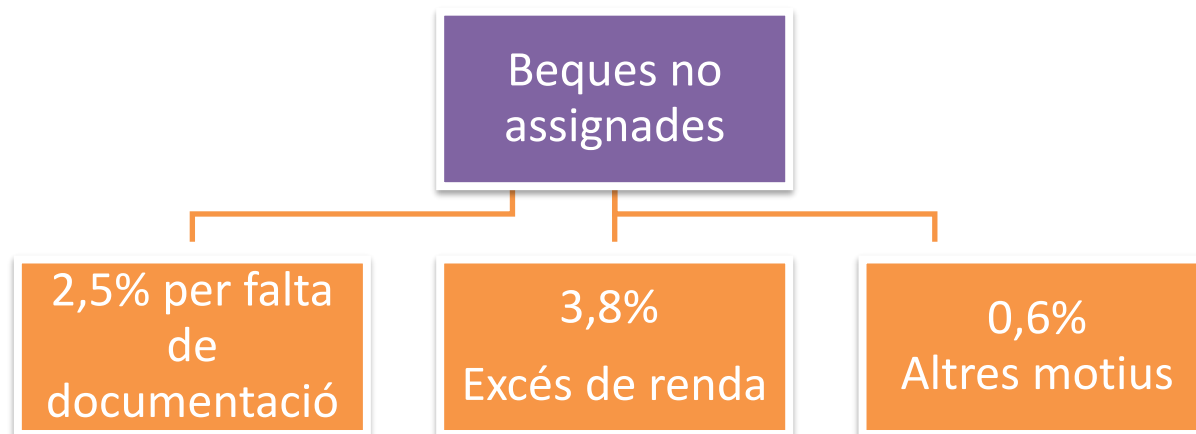 Beques no
assignades
2,5% per falta
de
documentació
3,8%
Excés de renda
0,6%
Altres motius